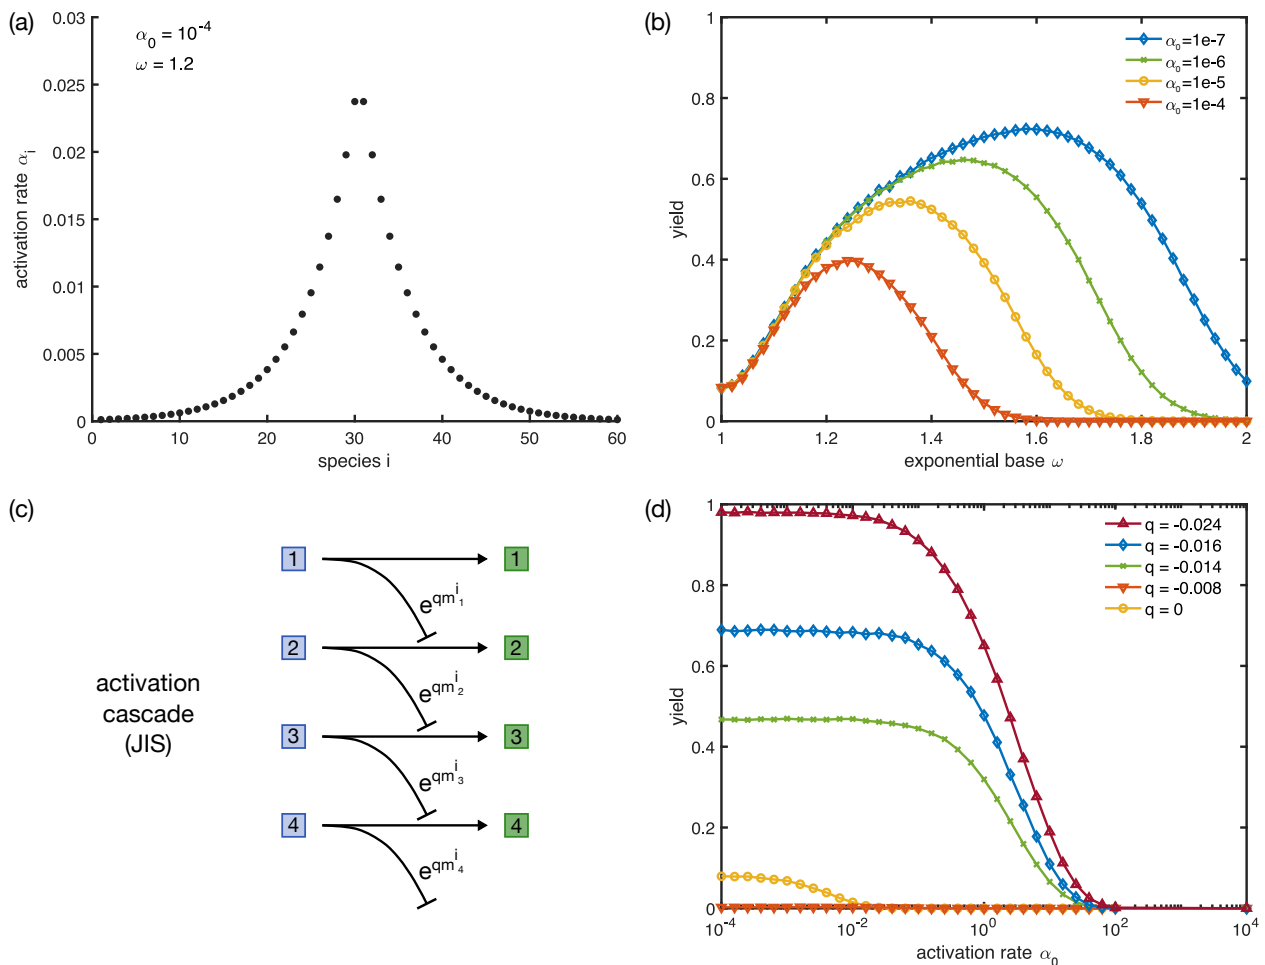 (a)
α₀ = 10⁻⁴
ω = 1.2
activation rate αᵢ
0.03
0.025
0.02
0.015
0.01
0.005
0
0 10 20 30 40 50 60
species i
(b)
α₀=1e-7
α₀=1e-6
α₀=1e-5
α₀=1e-4
yield
1
0.8
0.6
0.4
0.2
0
1 1.2 1.4 1.6 1.8 2
exponential base ω
(c)
activation
cascade
(JIS)
1 1
e^{qm_1^i}
2 2
e^{qm_2^i}
3 3
e^{qm_3^i}
4 4
e^{qm_4^i}
(d)
q = -0.024
q = -0.016
q = -0.014
q = -0.008
q = 0
yield
1
0.8
0.6
0.4
0.2
0
10⁻⁴ 10⁻² 10⁰ 10² 10⁴
activation rate α₀